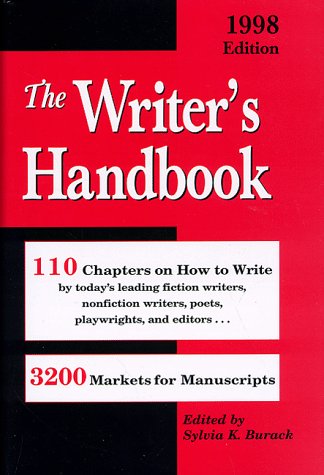 1998
Edition
The Writer's
Handbook
110 Chapters on How to Write
by today's leading fiction writers,
nonfiction writers, poets,
playwrights, and editors . . .
3200 Markets for Manuscripts
Edited by
Sylvia K. Burack